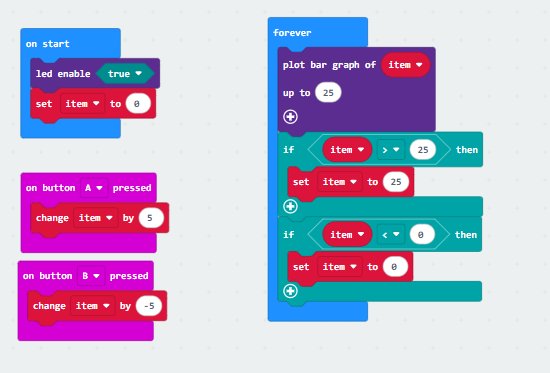 on start
led enable true
set item to 0
on button A pressed
change item by 5
on button B pressed
change item by -5
forever
plot bar graph of item
up to 25
if item > 25 then
set item to 25
if item < 0 then
set item to 0